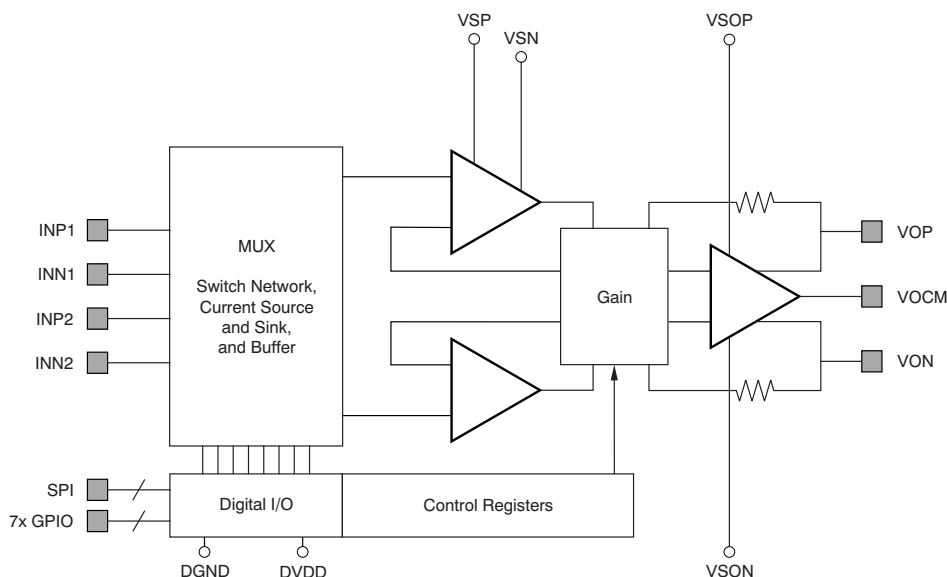 VSP
VSN
VSOP
INP1
INN1
INP2
INN2
MUX
Switch Network,
Current Source
and Sink,
and Buffer
Gain
VOP
VOCM
VON
SPI
7x GPIO
Digital I/O
Control Registers
DGND
DVDD
VSON